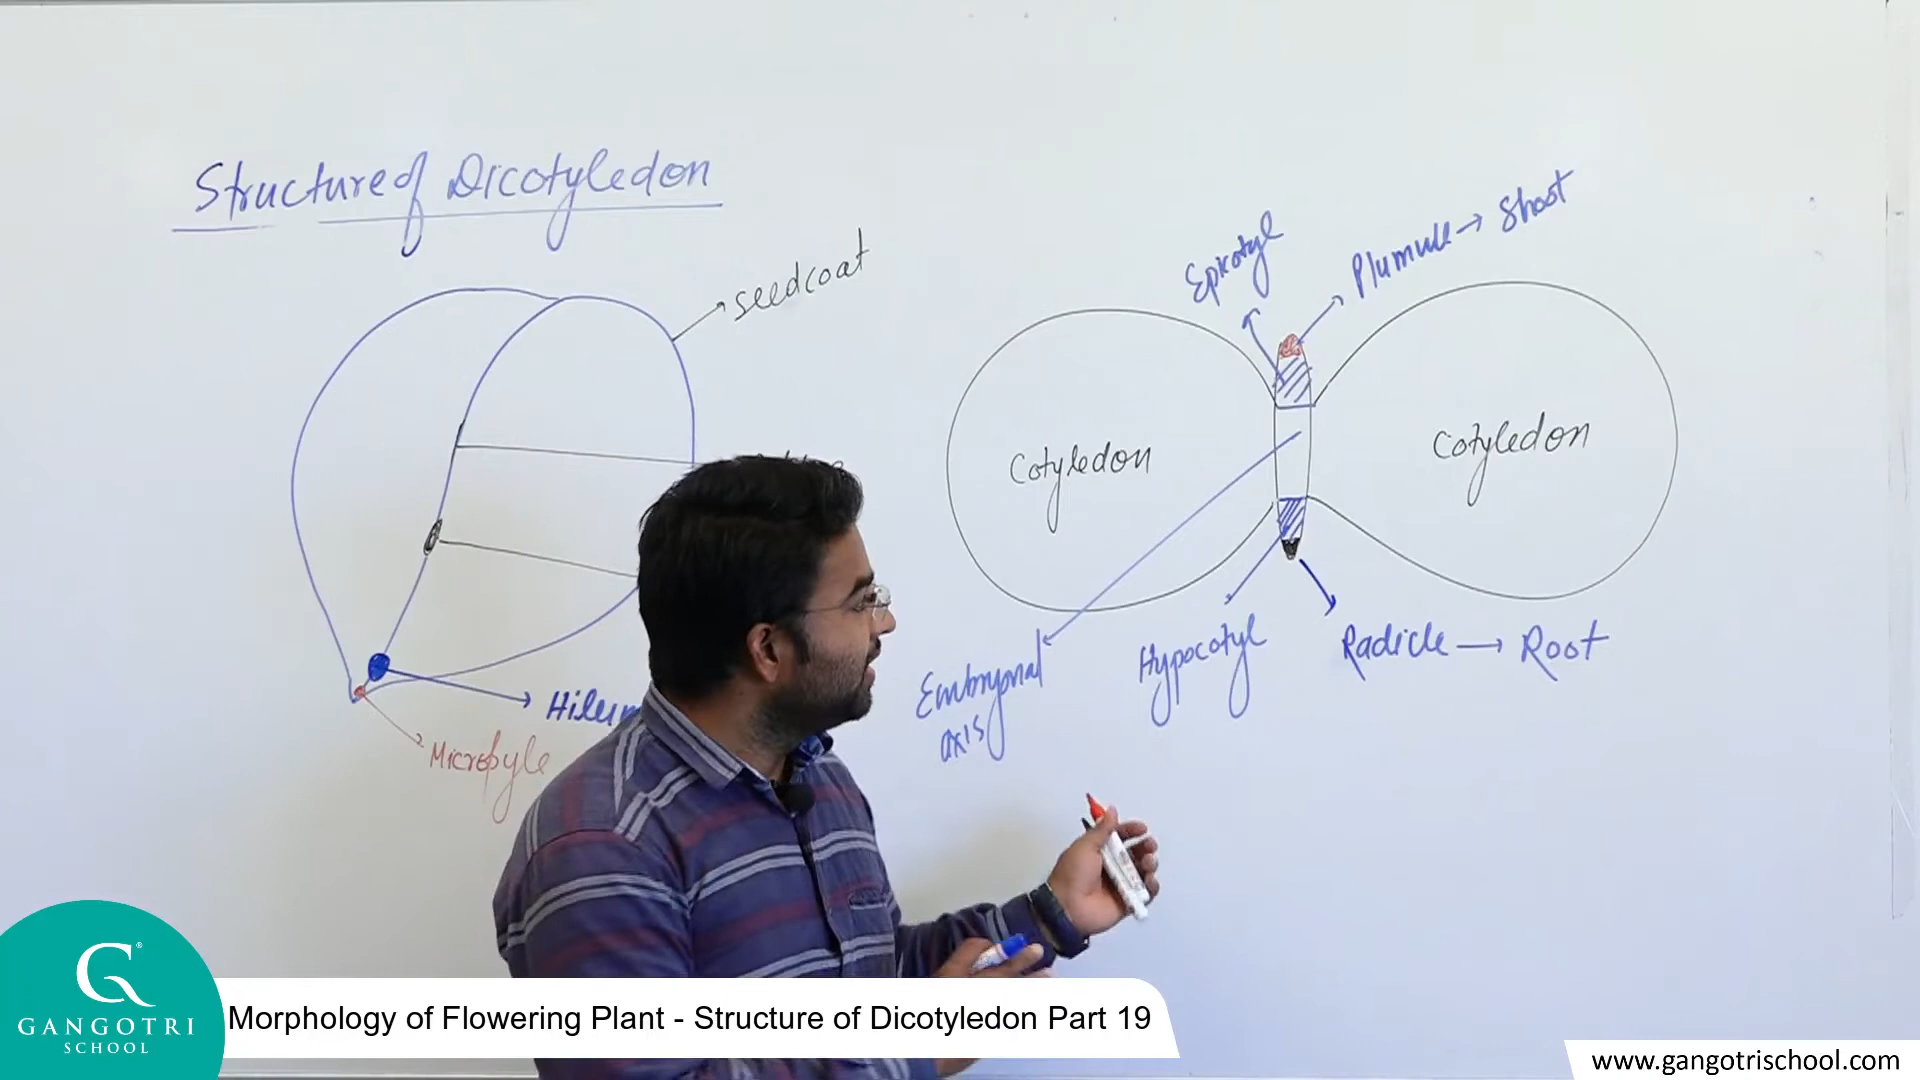 Structure of Dicotyledon
seedcoat
Hilum
Micropyle
Epicotyl
Plumule → Shoot
Cotyledon
Cotyledon
Embryonal
axis
Hypocotyl
Radicle → Root
G®
GANGOTRI
SCHOOL
Morphology of Flowering Plant - Structure of Dicotyledon Part 19
www.gangotrischool.com